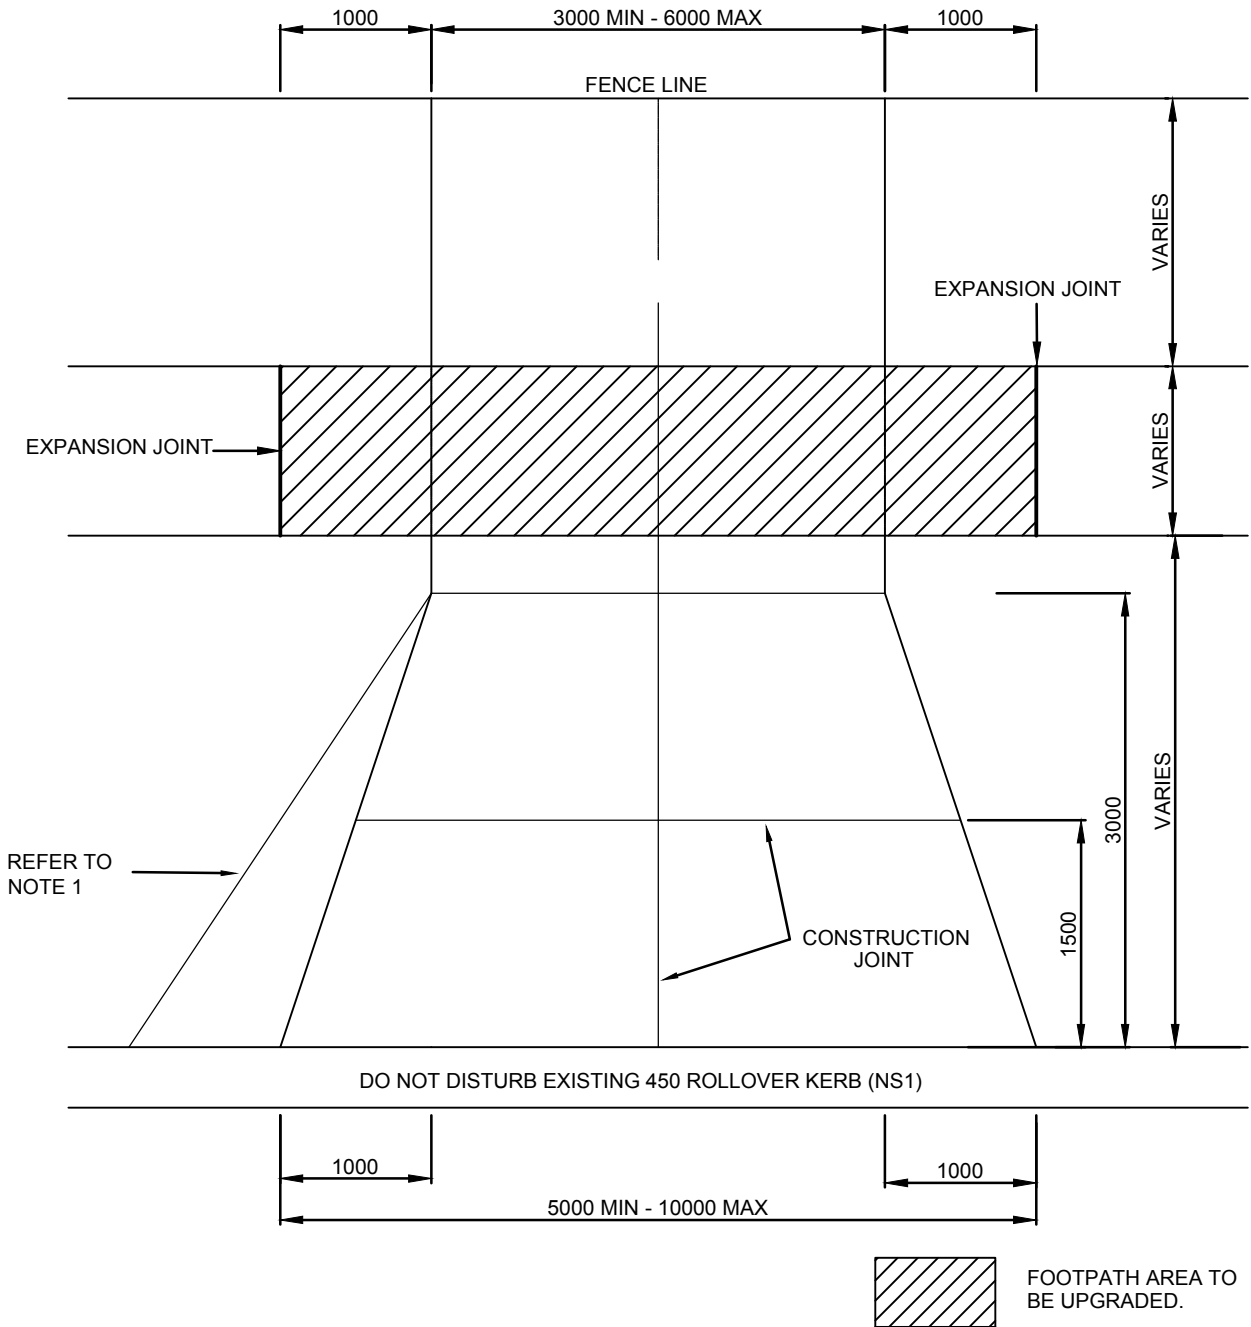 1000
3000 MIN - 6000 MAX
1000
FENCE LINE
VARIES
EXPANSION JOINT
EXPANSION JOINT
VARIES
VARIES
3000
REFER TO
NOTE 1
1500
CONSTRUCTION
JOINT
DO NOT DISTURB EXISTING 450 ROLLOVER KERB (NS1)
1000
1000
5000 MIN - 10000 MAX
FOOTPATH AREA TO
BE UPGRADED.